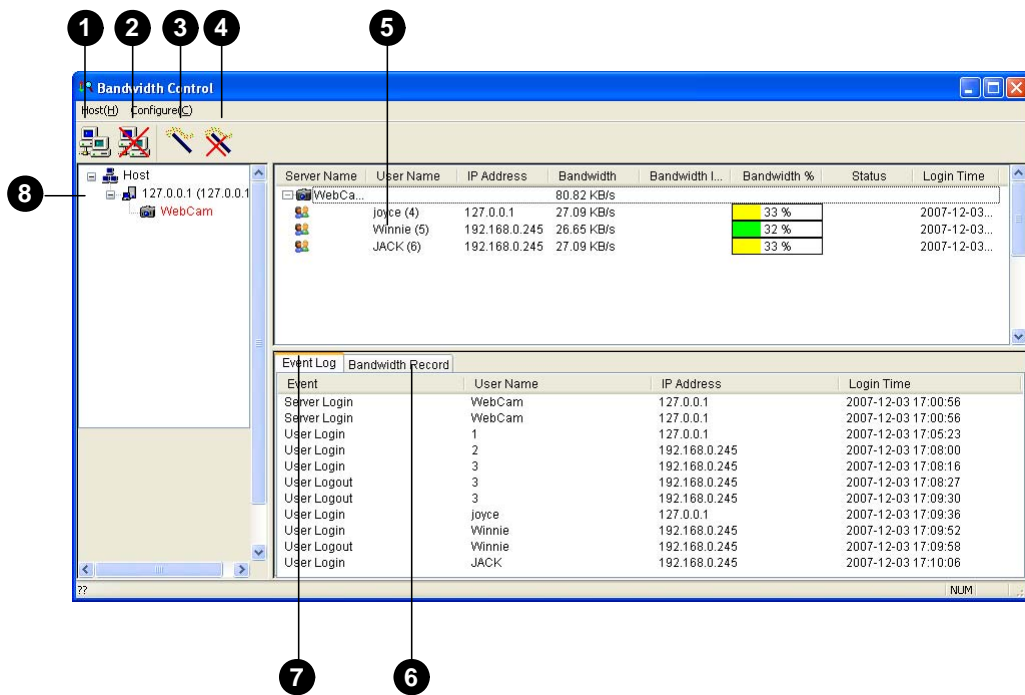 1 2 3 4 5
Bandwidth Control
Host(H) Configure(C)
8
Host
127.0.0.1 (127.0.0.1
WebCam
Server Name User Name IP Address Bandwidth Bandwidth l... Bandwidth % Status Login Time
WebCa... 80.82 KB/s
joyce (4) 127.0.0.1 27.09 KB/s 33 % 2007-12-03...
Winnie (5) 192.168.0.245 26.65 KB/s 32 % 2007-12-03...
JACK (6) 192.168.0.245 27.09 KB/s 33 % 2007-12-03...
Event Log Bandwidth Record
Event User Name IP Address Login Time
Server Login WebCam 127.0.0.1 2007-12-03 17:00:56
Server Login WebCam 127.0.0.1 2007-12-03 17:00:56
User Login 1 127.0.0.1 2007-12-03 17:05:23
User Login 2 192.168.0.245 2007-12-03 17:08:00
User Login 3 192.168.0.245 2007-12-03 17:08:16
User Logout 3 192.168.0.245 2007-12-03 17:08:27
User Logout 3 192.168.0.245 2007-12-03 17:09:30
User Login joyce 127.0.0.1 2007-12-03 17:09:36
User Login Winnie 192.168.0.245 2007-12-03 17:09:52
User Logout Winnie 192.168.0.245 2007-12-03 17:09:58
User Login JACK 192.168.0.245 2007-12-03 17:10:06
?? NUM
7 6